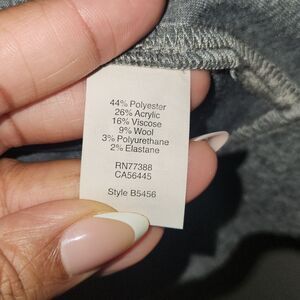 44% Polyester
26% Acrylic
16% Viscose
9% Wool
3% Polyurethane
2% Elastane
RN77388
CA56445
Style B5456